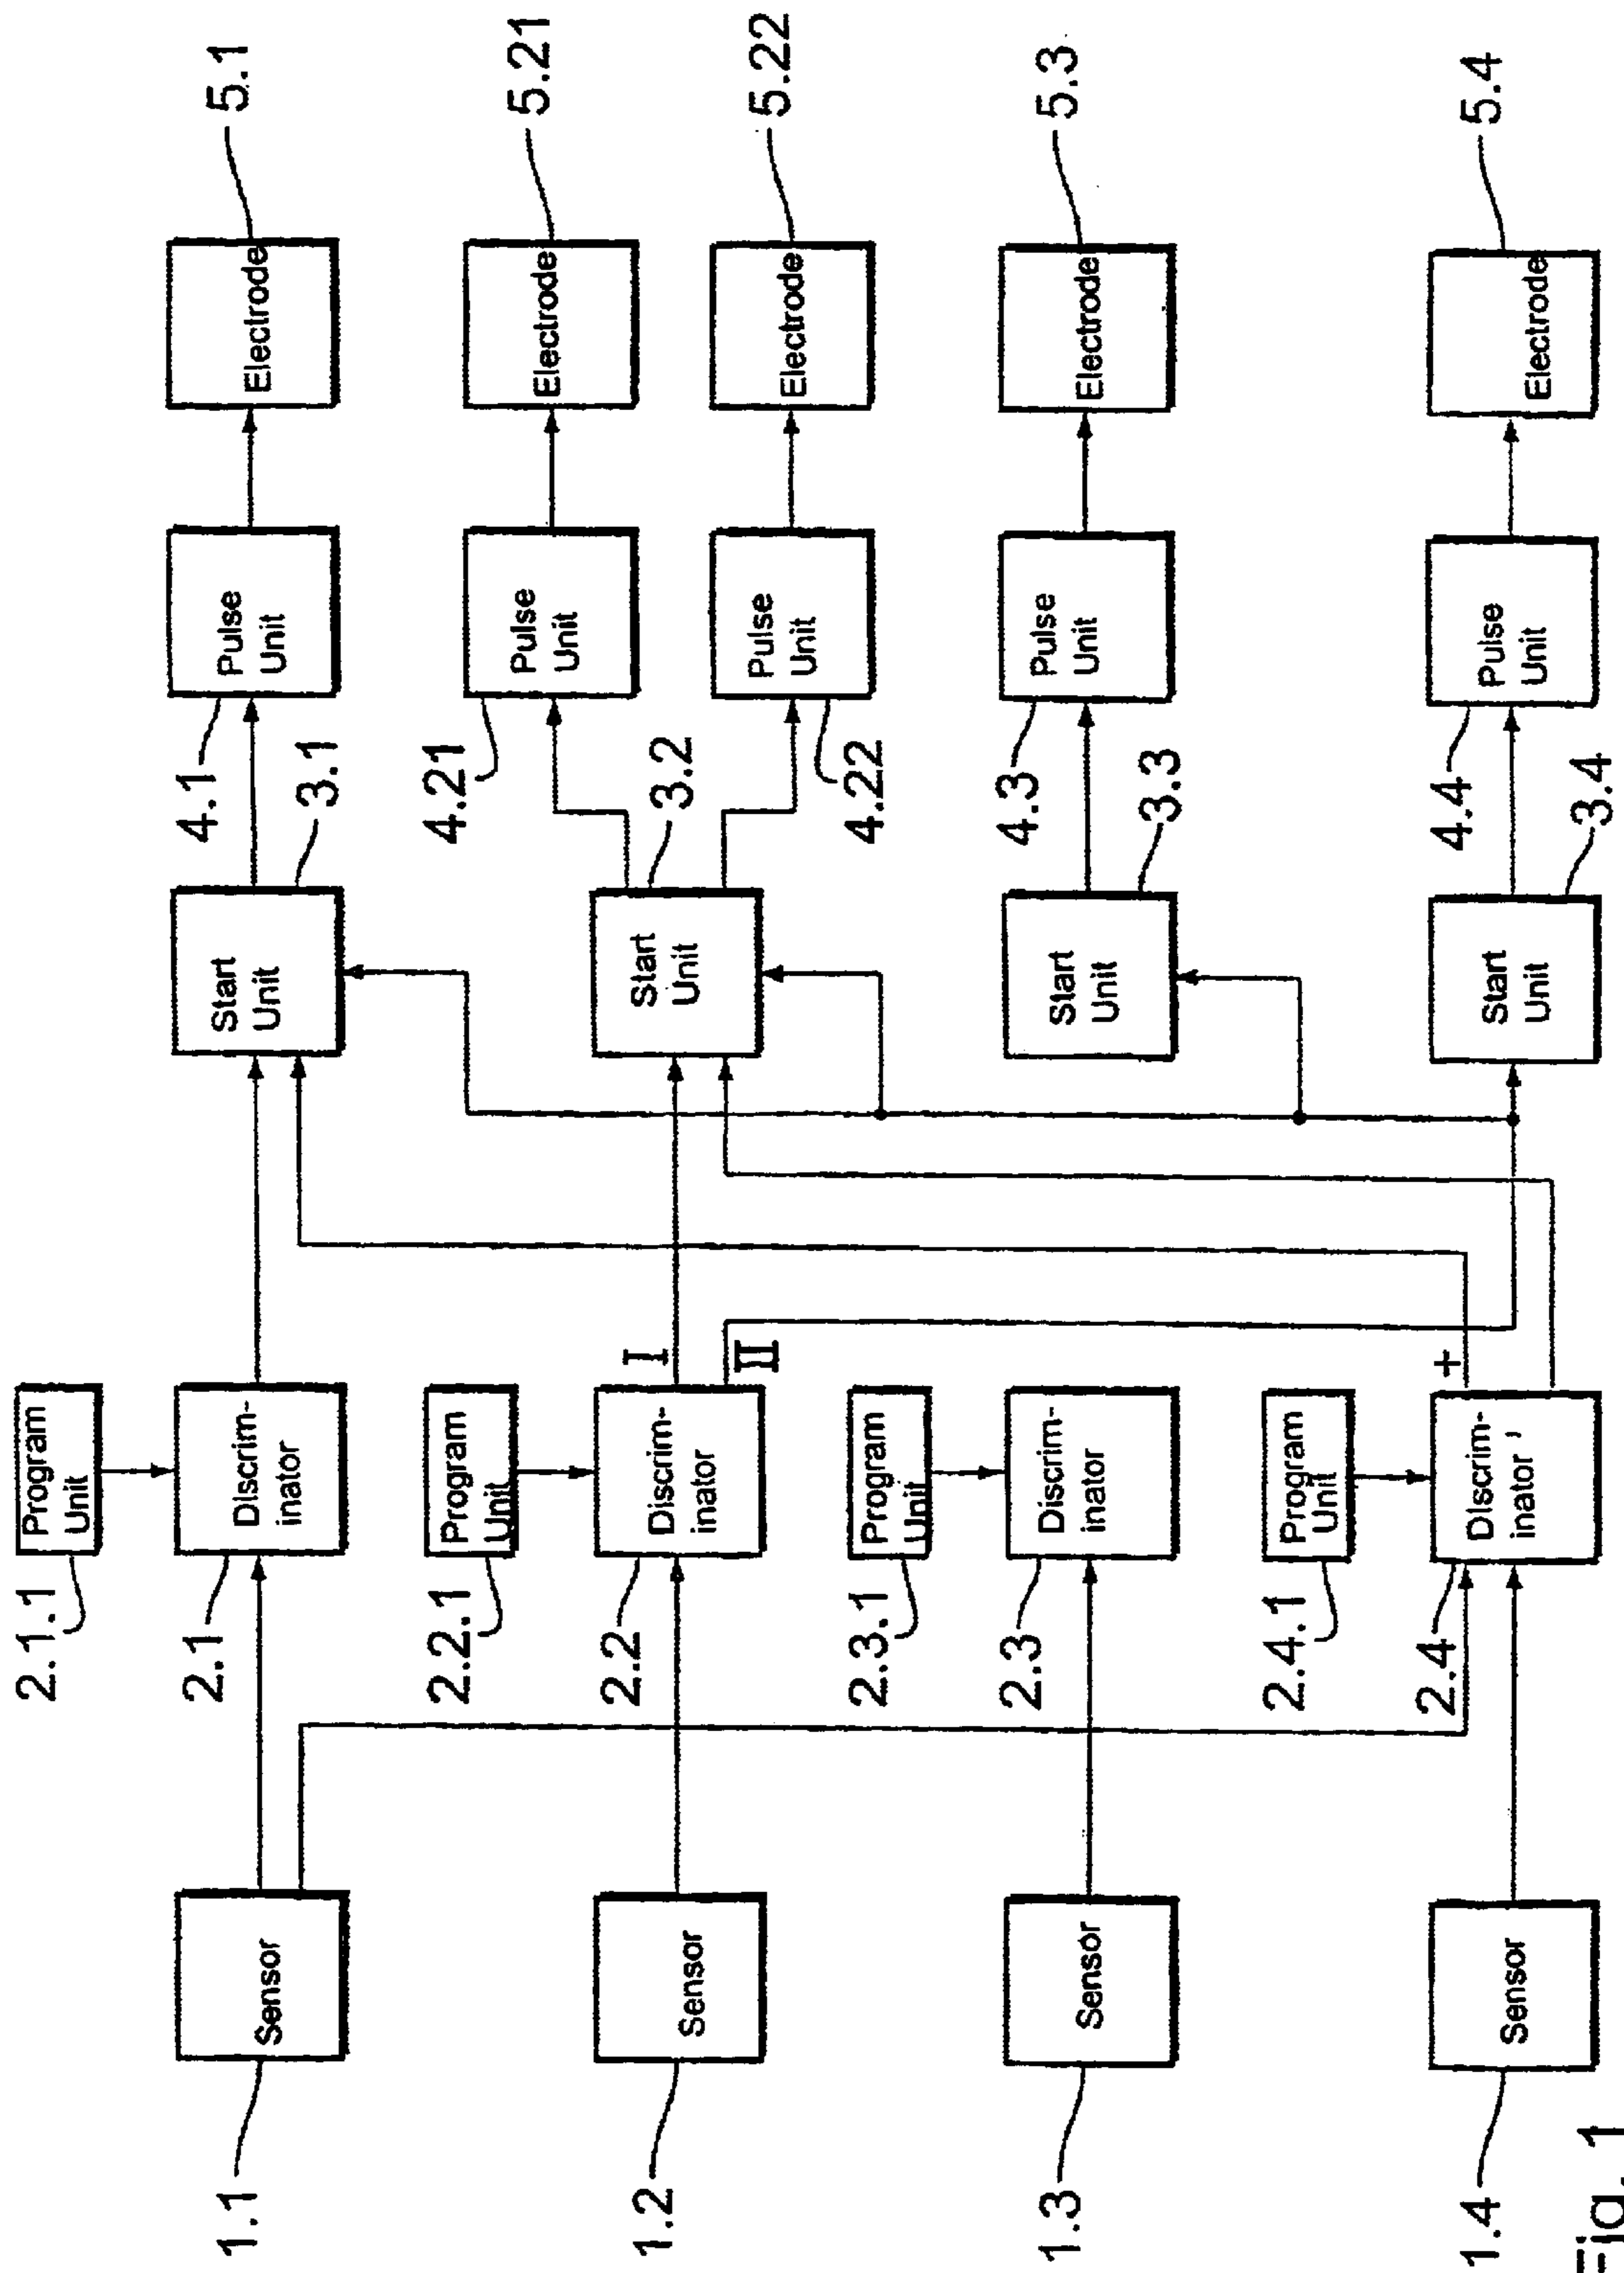 2.1.1
Program
Unit
1.1
Sensor
2.1
Discrim-
inator
3.1
Start
Unit
4.1
Pulse
Unit
5.1
Electrode
2.2.1
Program
Unit
4.21
Pulse
Unit
5.21
Electrode
1.2
Sensor
2.2
Discrim-
inator
I
II
3.2
Start
Unit
4.22
Pulse
Unit
5.22
Electrode
2.3.1
Program
Unit
1.3
Sensor
2.3
Discrim-
inator
3.3
Start
Unit
4.3
Pulse
Unit
5.3
Electrode
2.4.1
Program
Unit
1.4
Sensor
2.4
Discrim-
inator
+
3.4
Start
Unit
4.4
Pulse
Unit
5.4
Electrode
Fig. 1